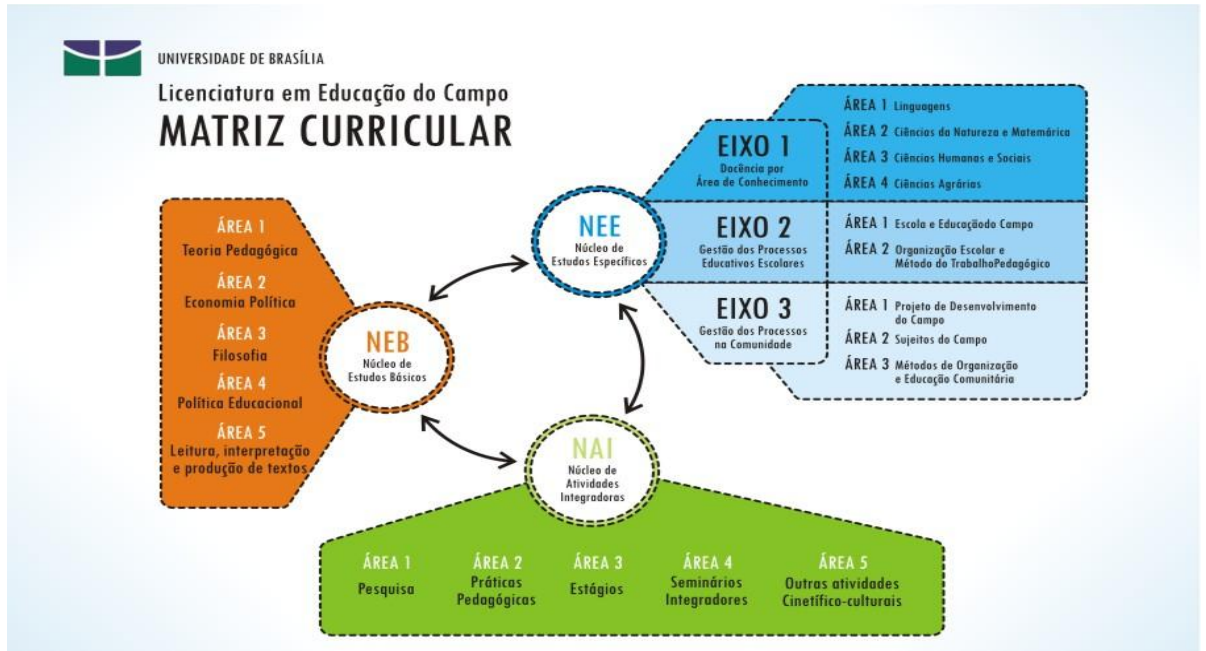 UNIVERSIDADE DE BRASÍLIA
Licenciatura em Educação do Campo
MATRIZ CURRICULAR
ÁREA 1
Teoria Pedagógica
ÁREA 2
Economia Política
ÁREA 3
Filosofia
ÁREA 4
Política Educacional
ÁREA 5
Leitura, interpretação
e produção de textos
NEB
Núcleo de
Estudos Básicos
NEE
Núcleo de
Estudos Específicos
EIXO 1
Docência por
Área de Conhecimento
ÁREA 1 Linguagens
ÁREA 2 Ciências da Natureza e Matemárica
ÁREA 3 Ciências Humanas e Sociais
ÁREA 4 Ciências Agrárias
EIXO 2
Gestão dos Processos
Educativos Escolares
ÁREA 1 Escola e Educaçãodo Campo
ÁREA 2 Organização Escolar e
Método do TrabalhoPedagógico
EIXO 3
Gestão dos Processos
na Comunidade
ÁREA 1 Projeto de Desenvolvimento
do Campo
ÁREA 2 Sujeitos do Campo
ÁREA 3 Métodos de Organização
e Educação Comunitária
NAI
Núcleo de
Atividades
Integradoras
ÁREA 1
Pesquisa
ÁREA 2
Práticas
Pedagógicas
ÁREA 3
Estágios
ÁREA 4
Seminários
Integradores
ÁREA 5
Outras atividades
Cinetífico-culturais